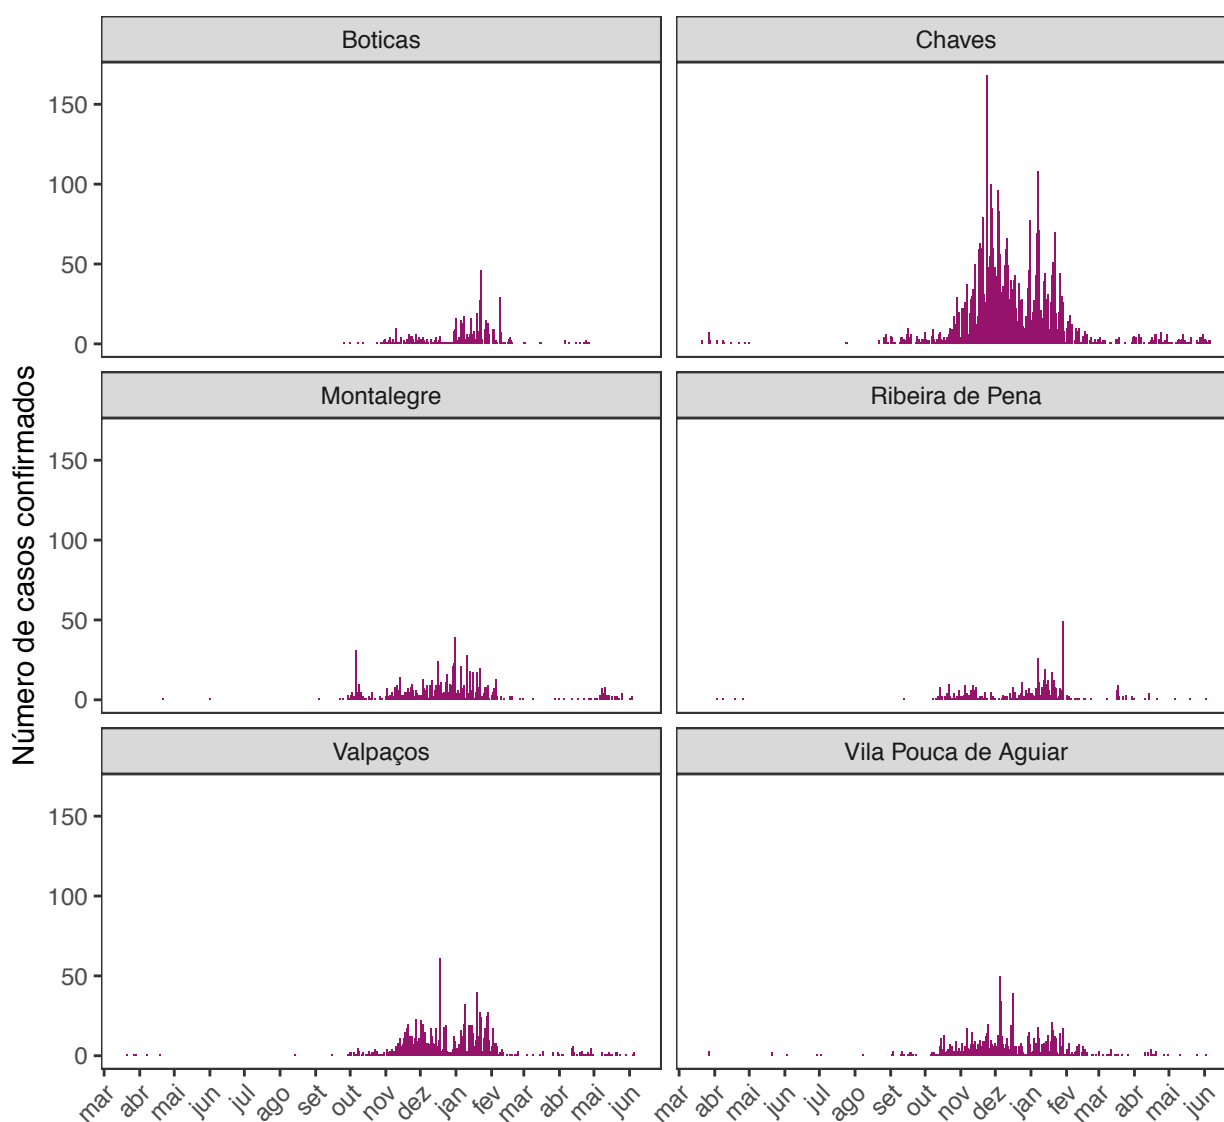 Boticas
Chaves
150
100
50
0
Montalegre
Ribeira de Pena
150
100
50
0
Número de casos confirmados
Valpaços
Vila Pouca de Aguiar
150
100
50
0
mar abr mai jun jul ago set out nov dez jan fev mar abr mai jun
mar abr mai jun jul ago set out nov dez jan fev mar abr mai jun